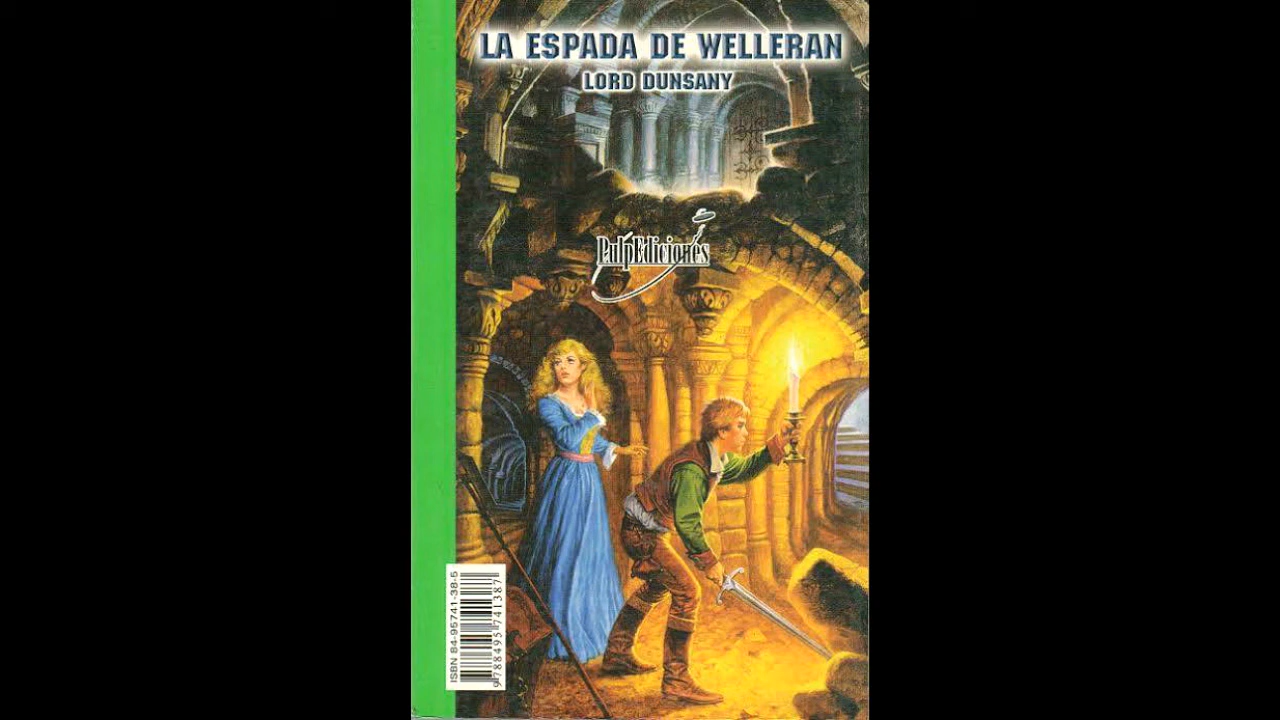 LA ESPADA DE WELLERAN
LORD DUNSANY
PulpEdiciones
ISBN 84-95741-38-5
9788495741387